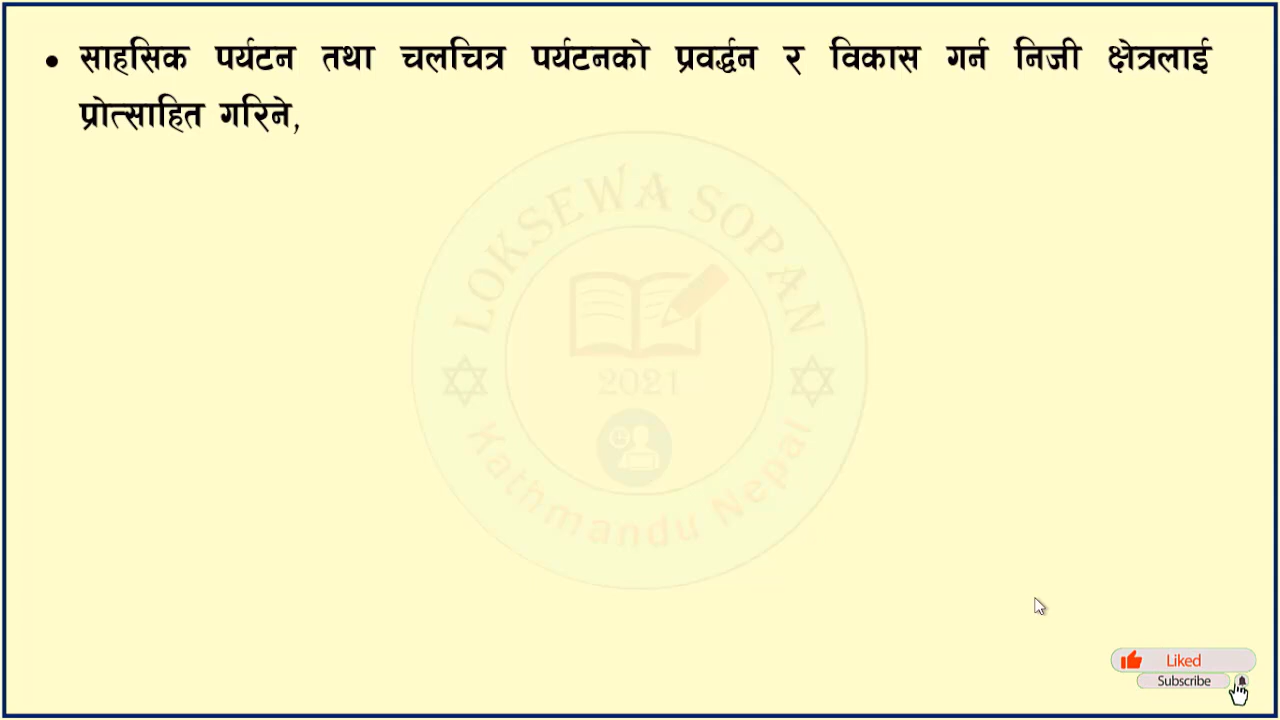 • साहसिक पर्यटन तथा चलचित्र पर्यटनको प्रवर्द्धन र विकास गर्न निजी क्षेत्रलाई
प्रोत्साहित गरिने,
LOKSEWA SOPAN
2021
Kathmandu Nepal
Liked
Subscribe